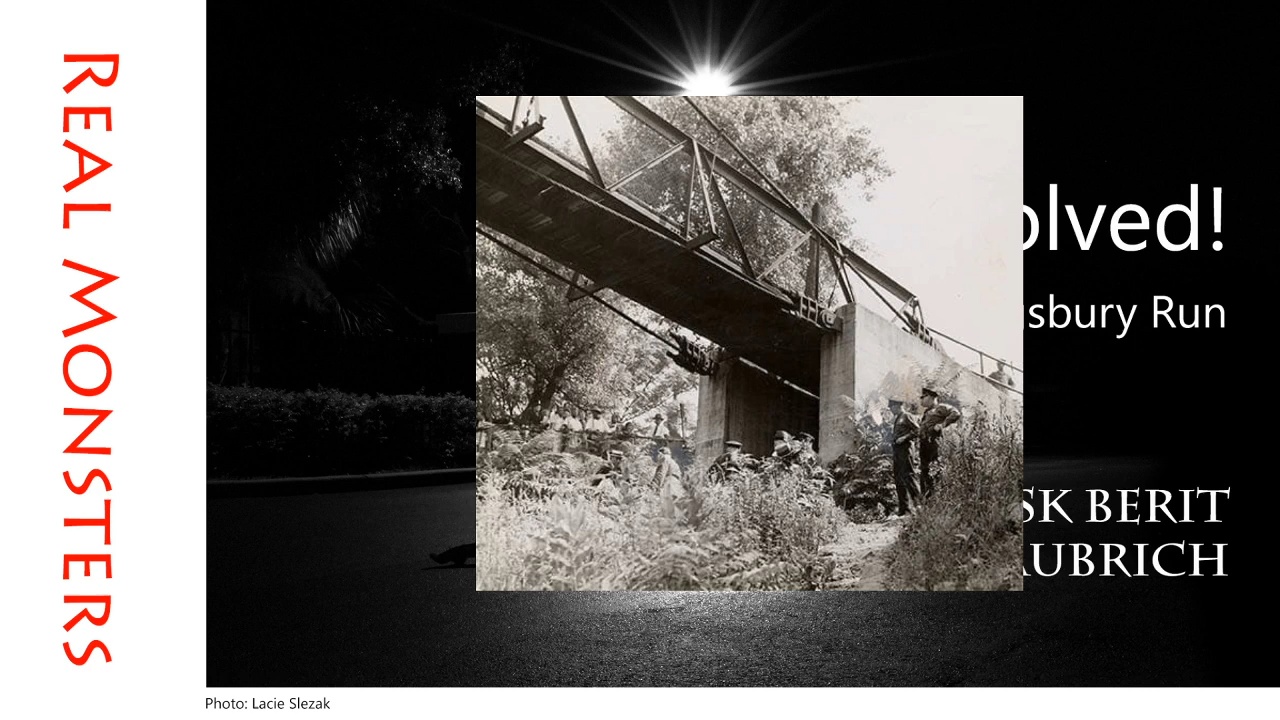 REAL MONSTERS
olved!
sbury Run
SK BERIT
UBRICH
Photo: Lacie Slezak